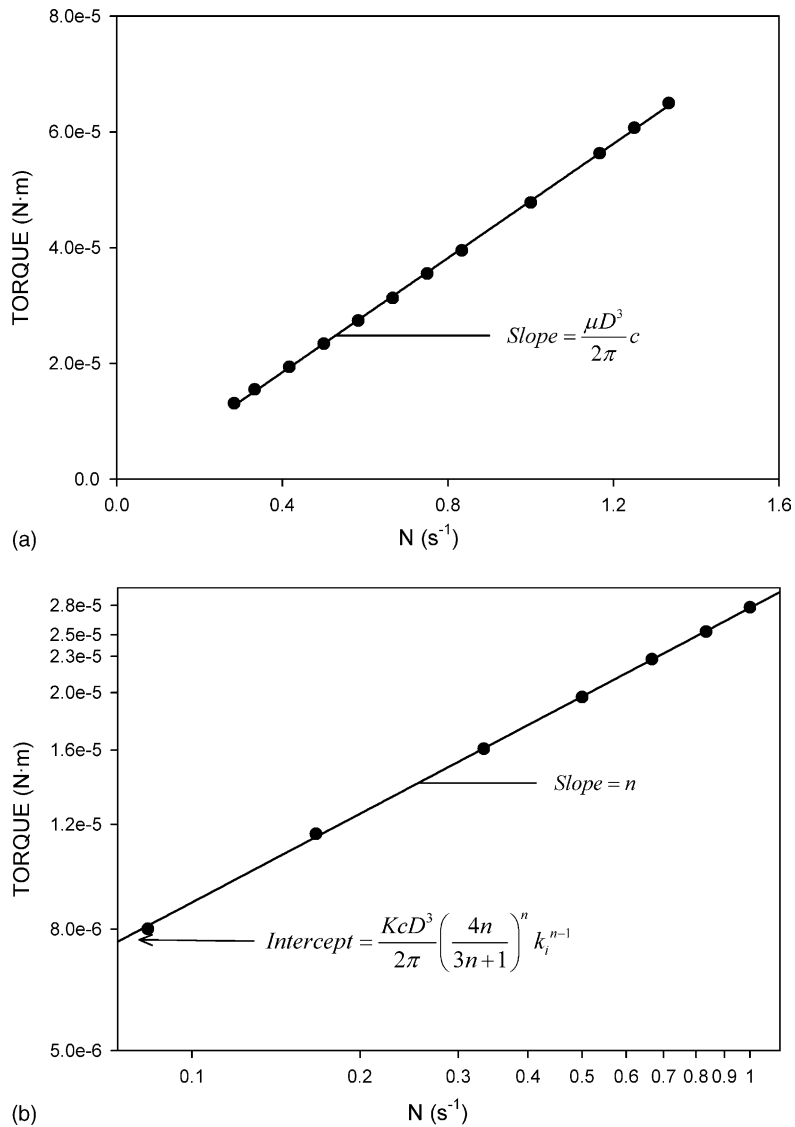 8.0e-5
6.0e-5
4.0e-5
2.0e-5
0.0
TORQUE (N·m)
Slope = μD³/2π c
0.0 0.4 0.8 1.2 1.6
N (s⁻¹)
(a)
2.8e-5
2.5e-5
2.3e-5
2.0e-5
1.6e-5
1.2e-5
8.0e-6
5.0e-6
TORQUE (N·m)
Slope = n
Intercept = KcD³/2π (4n/3n+1)ⁿ kᵢⁿ⁻¹
0.1 0.2 0.3 0.4 0.5 0.6 0.7 0.8 0.9 1
N (s⁻¹)
(b)